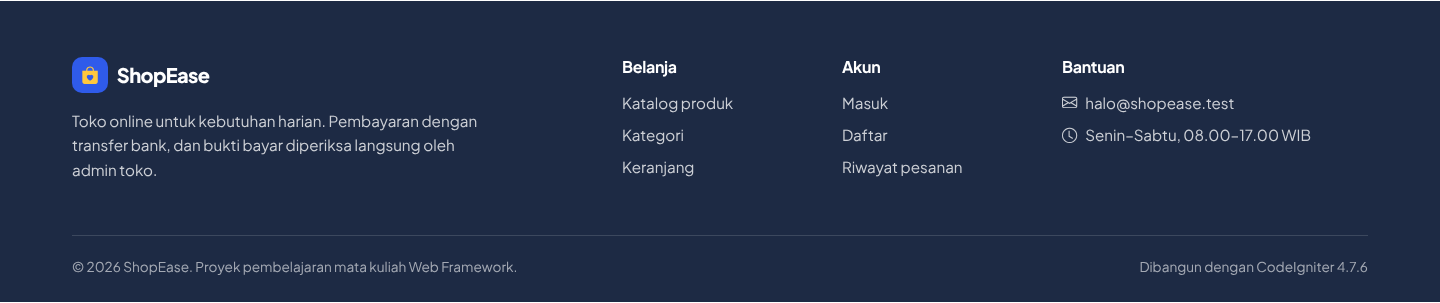 ShopEase
Toko online untuk kebutuhan harian. Pembayaran dengan
transfer bank, dan bukti bayar diperiksa langsung oleh
admin toko.
Belanja
Katalog produk
Kategori
Keranjang
Akun
Masuk
Daftar
Riwayat pesanan
Bantuan
halo@shopease.test
Senin–Sabtu, 08.00–17.00 WIB
© 2026 ShopEase. Proyek pembelajaran mata kuliah Web Framework.
Dibangun dengan CodeIgniter 4.7.6